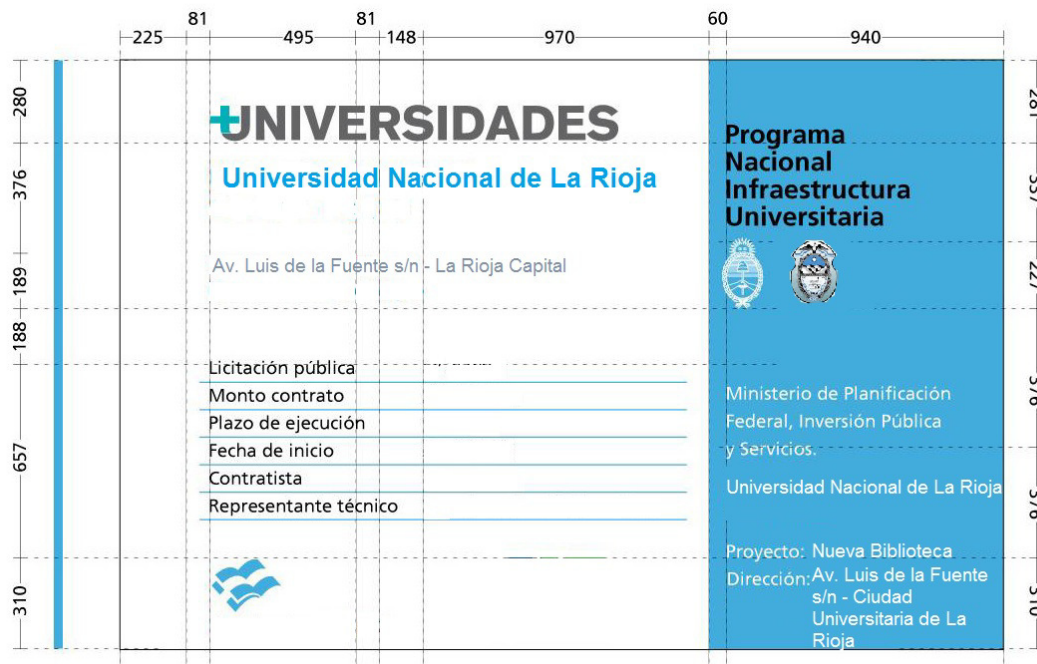 81 81 60
225 495 148 970 940
280
376
189
188
657
310
+UNIVERSIDADES
Universidad Nacional de La Rioja
Av. Luis de la Fuente s/n - La Rioja Capital
Licitación pública
Monto contrato
Plazo de ejecución
Fecha de inicio
Contratista
Representante técnico
Programa
Nacional
Infraestructura
Universitaria
Ministerio de Planificación
Federal, Inversión Pública
y Servicios.
Universidad Nacional de La Rioja
Proyecto: Nueva Biblioteca
Dirección: Av. Luis de la Fuente
s/n - Ciudad
Universitaria de La
Rioja